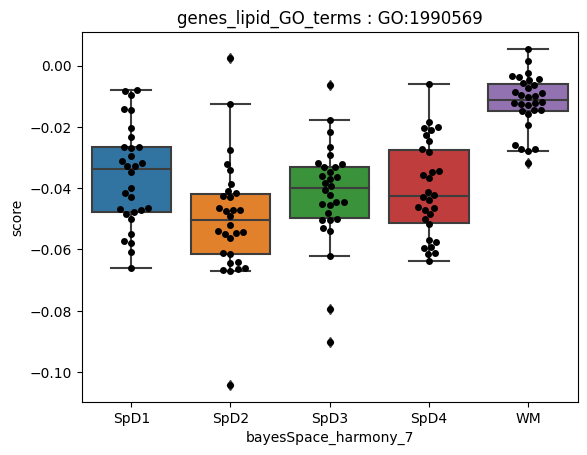 genes_lipid_GO_terms : GO:1990569
0.00
−0.02
−0.04
−0.06
−0.08
−0.10
score
SpD1 SpD2 SpD3 SpD4 WM
bayesSpace_harmony_7